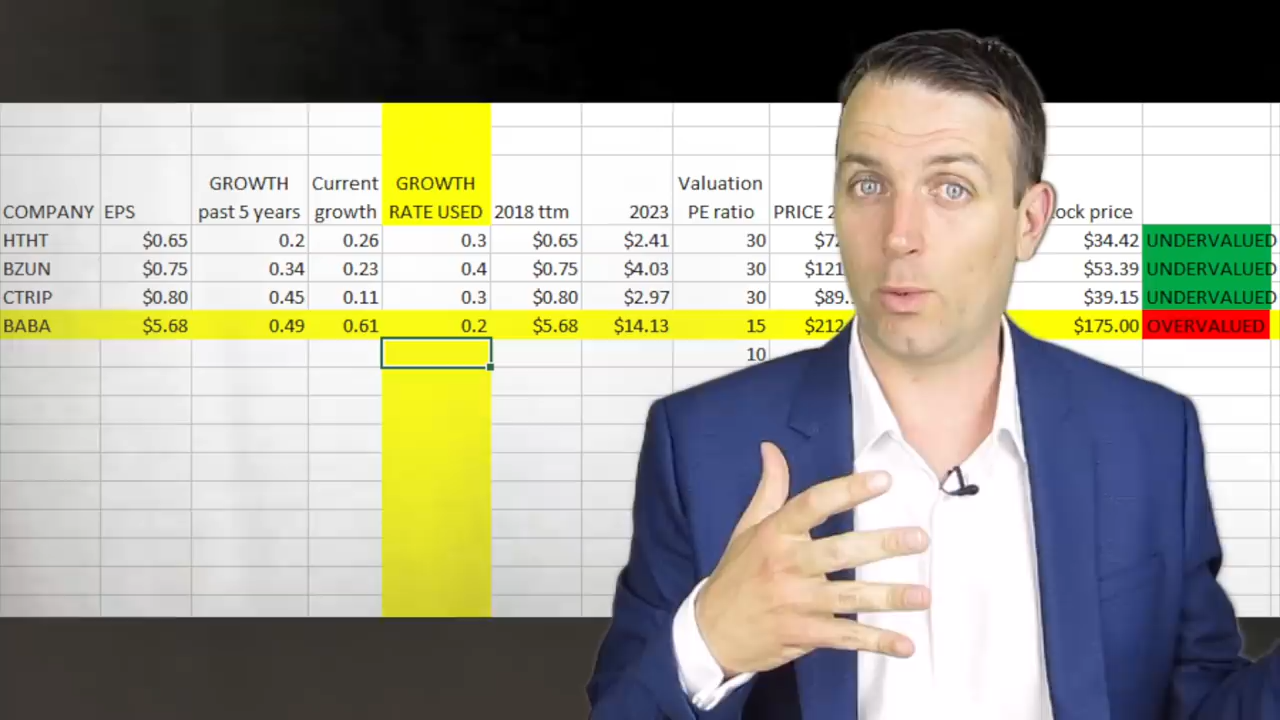 GROWTH Current GROWTH Valuation
COMPANY EPS past 5 years growth RATE USED 2018 ttm 2023 PE ratio PRICE price
HTHT $0.65 0.2 0.26 0.3 $0.65 $2.41 30 $34.42 UNDERVALUED
BZUN $0.75 0.34 0.23 0.4 $0.75 $4.03 30 $121 $53.39 UNDERVALUED
CTRIP $0.80 0.45 0.11 0.3 $0.80 $2.97 30 $89. $39.15 UNDERVALUED
BABA $5.68 0.49 0.61 0.2 $5.68 $14.13 15 $212 $175.00 OVERVALUED
10